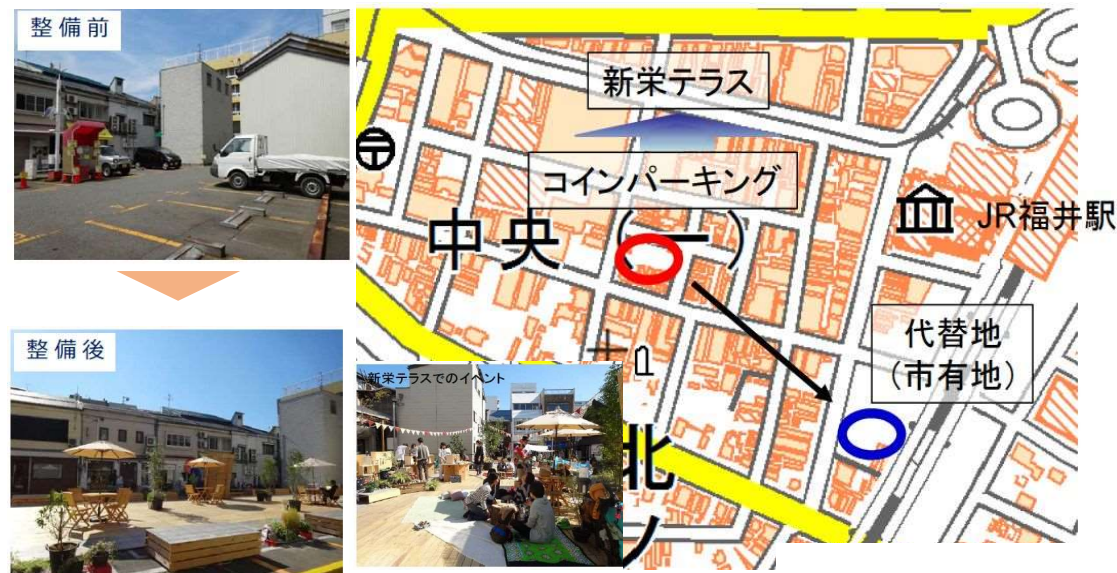 整備前
整備後
新栄テラスでのイベント
新栄テラス
コインパーキング
中央(一)
JR福井駅
代替地
(市有地)
北
ノ